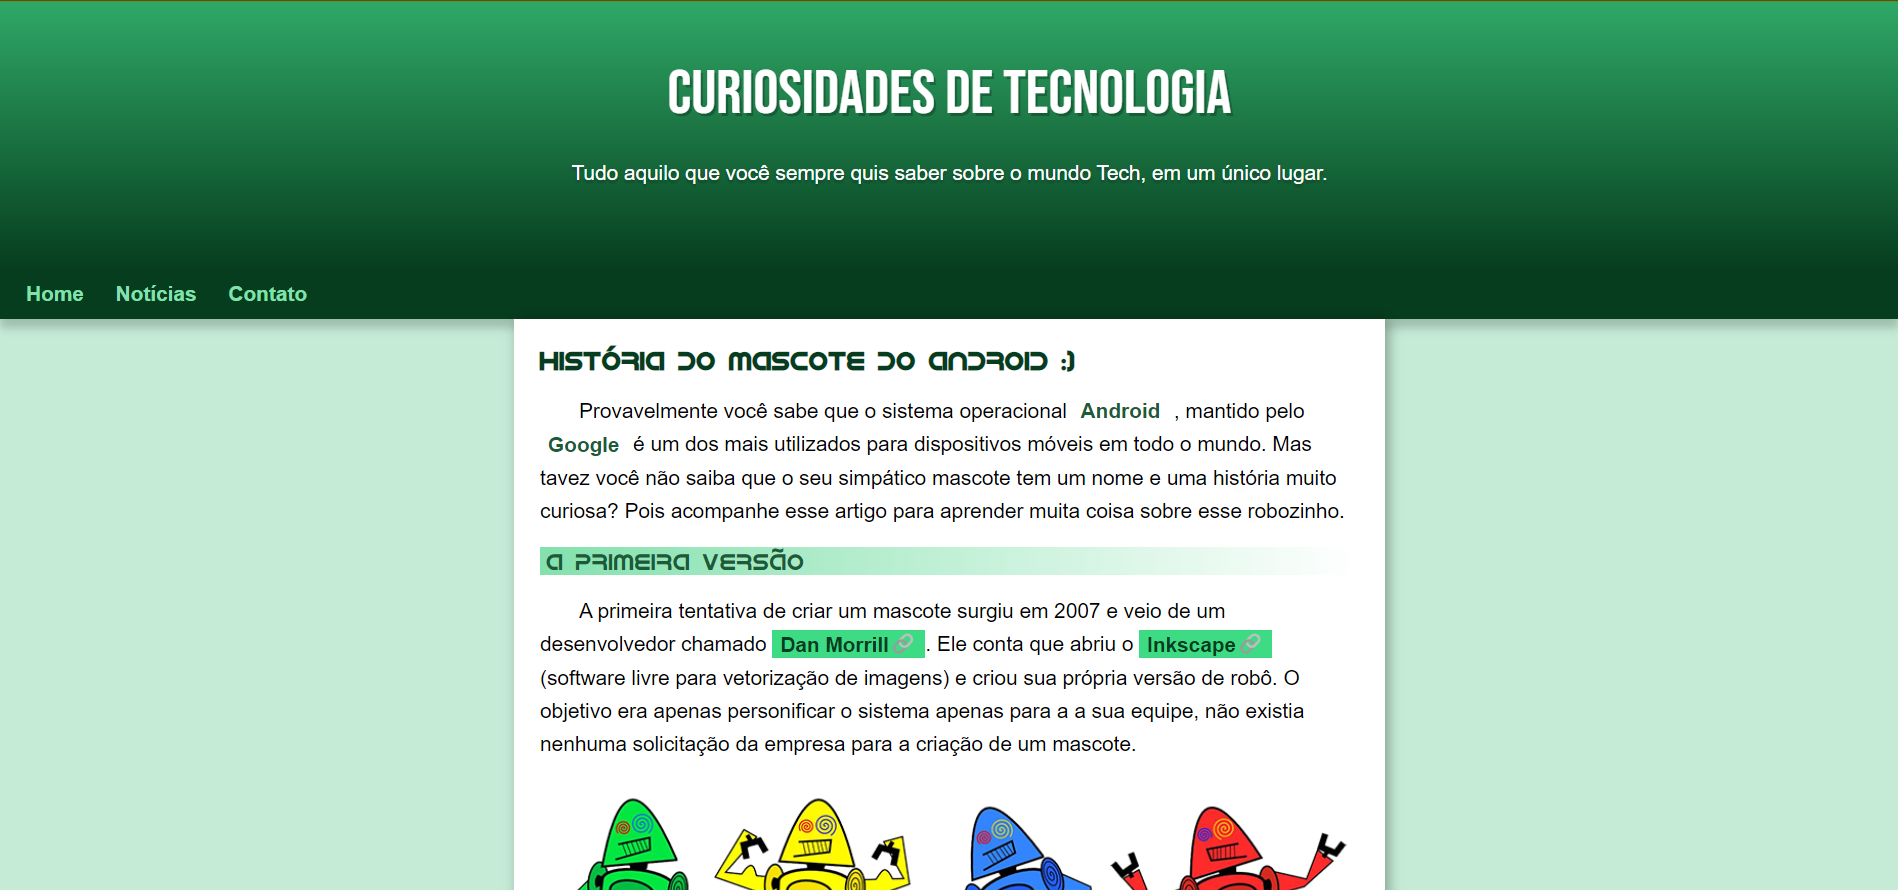 CURIOSIDADES DE TECNOLOGIA
Tudo aquilo que você sempre quis saber sobre o mundo Tech, em um único lugar.
Home Notícias Contato
HISTÓRIA DO MASCOTE DO ANDROID :)
Provavelmente você sabe que o sistema operacional Android , mantido pelo
Google é um dos mais utilizados para dispositivos móveis em todo o mundo. Mas
tavez você não saiba que o seu simpático mascote tem um nome e uma história muito
curiosa? Pois acompanhe esse artigo para aprender muita coisa sobre esse robozinho.
A PRIMEIRA VERSÃO
A primeira tentativa de criar um mascote surgiu em 2007 e veio de um
desenvolvedor chamado Dan Morrill🔗. Ele conta que abriu o Inkscape🔗
(software livre para vetorização de imagens) e criou sua própria versão de robô. O
objetivo era apenas personificar o sistema apenas para a a sua equipe, não existia
nenhuma solicitação da empresa para a criação de um mascote.